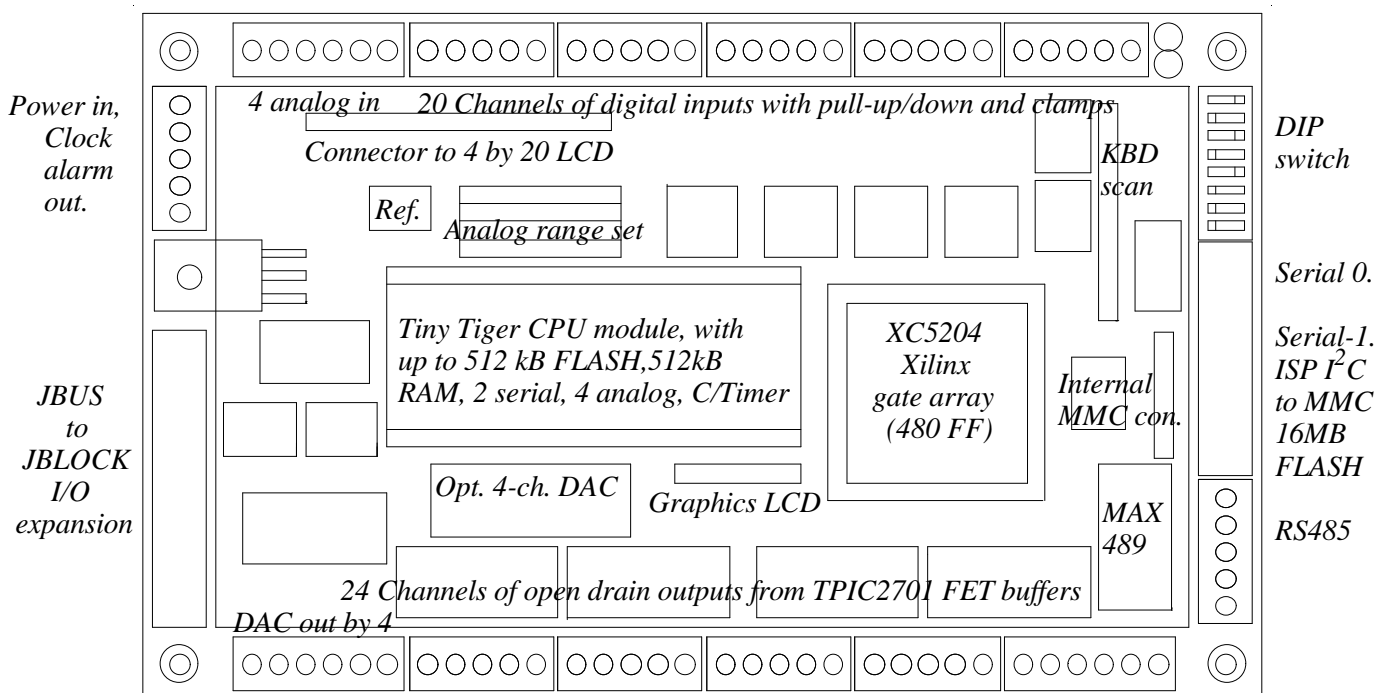 Power in,
Clock
alarm
out.
4 analog in
20 Channels of digital inputs with pull-up/down and clamps
Connector to 4 by 20 LCD
KBD
scan
DIP
switch
Ref.
Analog range set
Tiny Tiger CPU module, with
up to 512 kB FLASH,512kB
RAM, 2 serial, 4 analog, C/Timer
XC5204
Xilinx
gate array
(480 FF)
Internal
MMC con.
Serial 0.
Serial-1.
ISP I²C
to MMC
16MB
FLASH
JBUS
to
JBLOCK
I/O
expansion
Opt. 4-ch. DAC
Graphics LCD
MAX
489
RS485
24 Channels of open drain outputs from TPIC2701 FET buffers
DAC out by 4